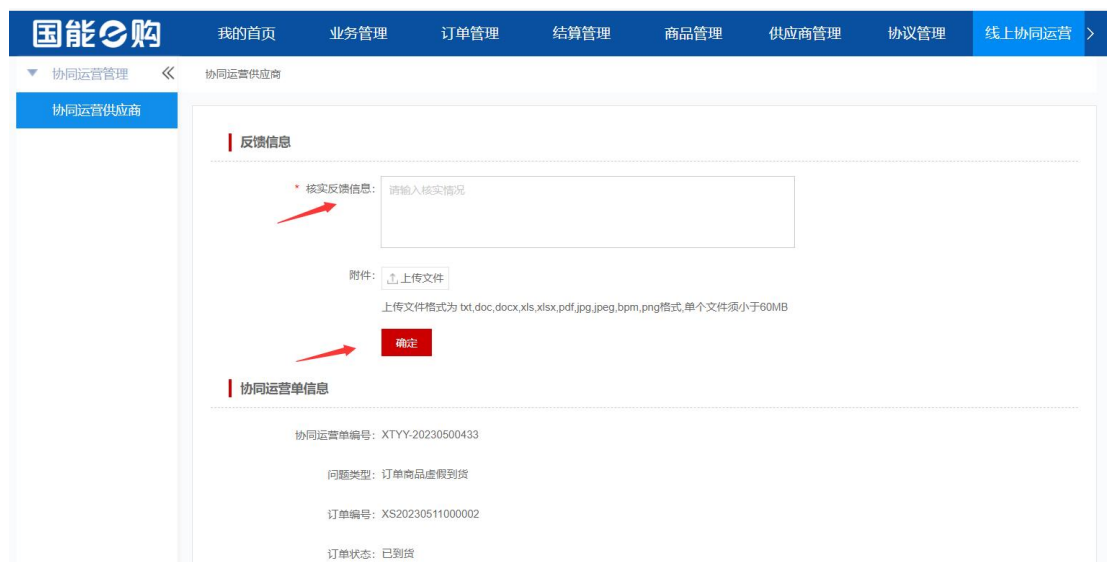 国能e购 我的首页 业务管理 订单管理 结算管理 商品管理 供应商管理 协议管理 线上协同运营 >
协同运营管理 《 协同运营供应商
协同运营供应商
反馈信息
* 核实反馈信息: 请输入核实情况
附件: 上传文件
上传文件格式为 txt,doc,docx,xls,xlsx,pdf,jpg,jpeg,bpm,png格式,单个文件须小于60MB
确定
协同运营单信息
协同运营单编号: XTYY-20230500433
问题类型: 订单商品虚假到货
订单编号: XS20230511000002
订单状态: 已到货